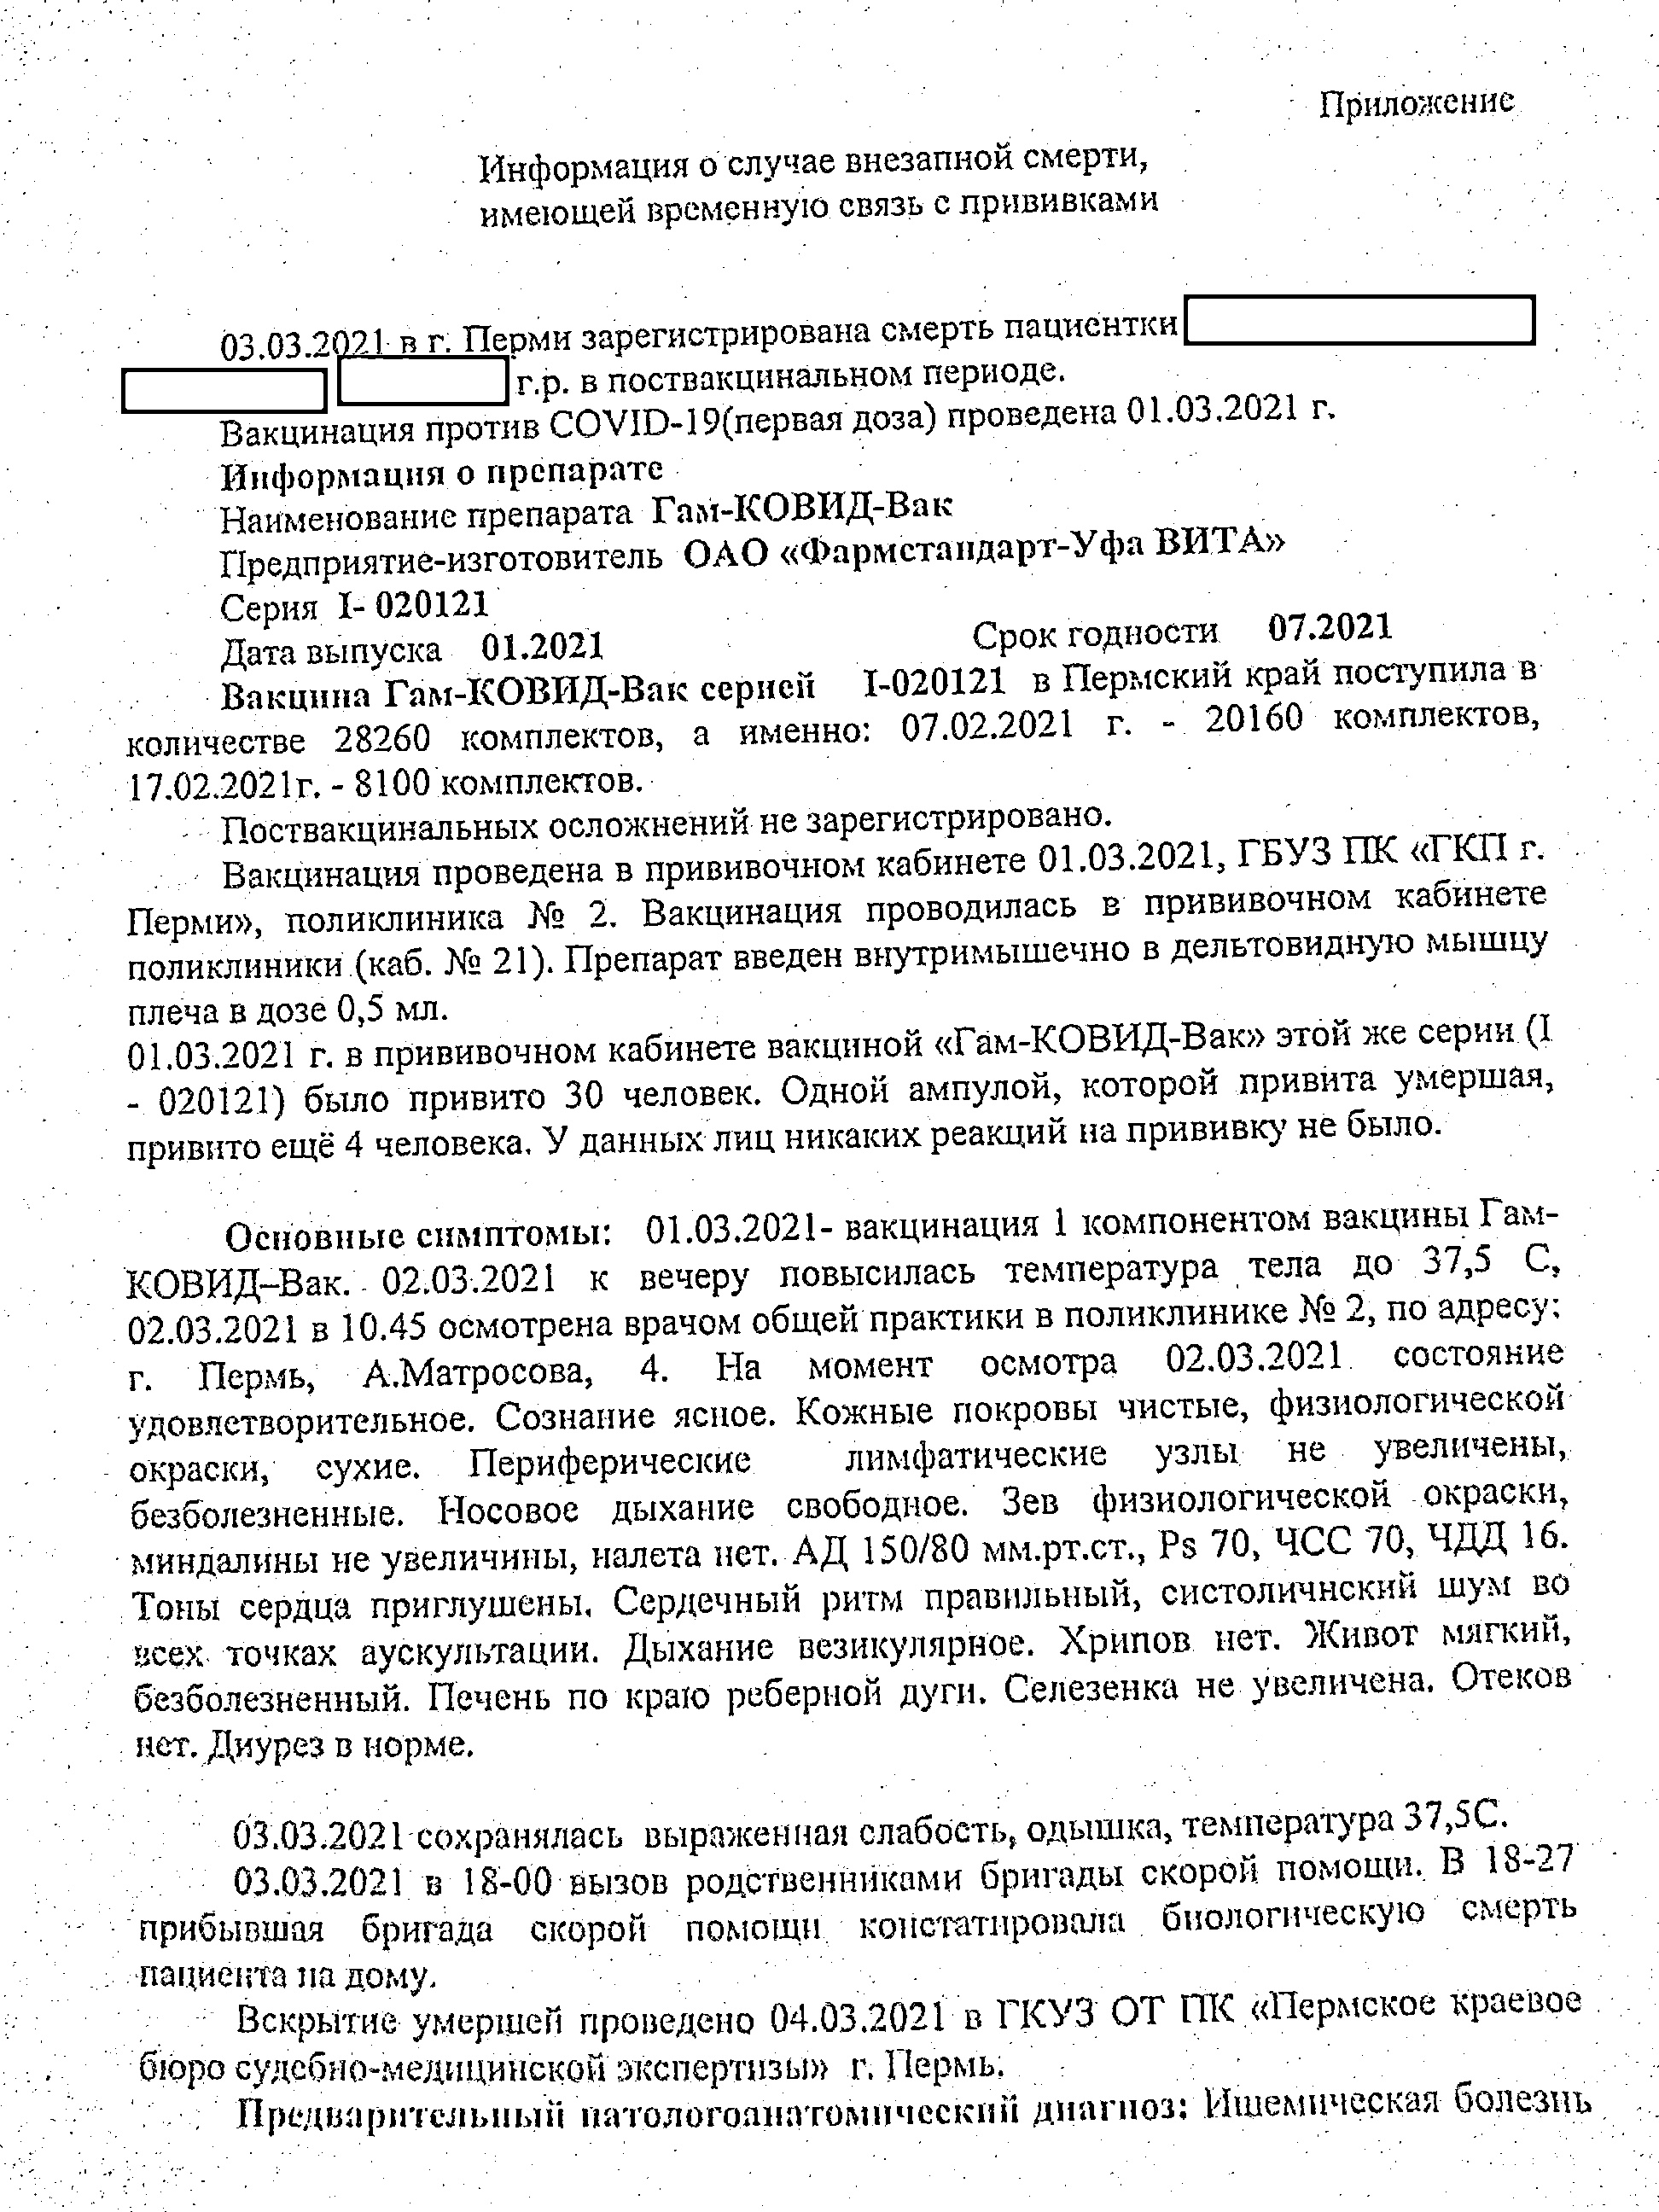 Приложение
Информация о случае внезапной смерти,
имеющей временную связь с прививками
03.03.2021 в г. Перми зарегистрирована смерть пациентки
г.р. в поствакцинальном периоде.
Вакцинация против COVID-19(первая доза) проведена 01.03.2021 г.
Информация о препарате
Наименование препарата Гам-КОВИД-Вак
Предприятие-изготовитель ОАО «Фармстандарт-Уфа ВИТА»
Серия I- 020121
Дата выпуска 01.2021 Срок годности 07.2021
Вакцина Гам-КОВИД-Вак серией I-020121 в Пермский край поступила в
количестве 28260 комплектов, а именно: 07.02.2021 г. - 20160 комплектов,
17.02.2021г. - 8100 комплектов.
Поствакцинальных осложнений не зарегистрировано.
Вакцинация проведена в прививочном кабинете 01.03.2021, ГБУЗ ПК «ГКП г.
Перми», поликлиника № 2. Вакцинация проводилась в прививочном кабинете
поликлиники (каб. № 21). Препарат введен внутримышечно в дельтовидную мышцу
плеча в дозе 0,5 мл.
01.03.2021 г. в прививочном кабинете вакциной «Гам-КОВИД-Вак» этой же серии (I
- 020121) было привито 30 человек. Одной ампулой, которой привита умершая,
привито ещё 4 человека. У данных лиц никаких реакций на прививку не было.
Основные симптомы: 01.03.2021- вакцинация 1 компонентом вакцины Гам-
КОВИД–Вак. 02.03.2021 к вечеру повысилась температура тела до 37,5 С,
02.03.2021 в 10.45 осмотрена врачом общей практики в поликлинике № 2, по адресу:
г. Пермь, А.Матросова, 4. На момент осмотра 02.03.2021 состояние
удовлетворительное. Сознание ясное. Кожные покровы чистые, физиологической
окраски, сухие. Периферические лимфатические узлы не увеличены,
безболезненные. Носовое дыхание свободное. Зев физиологической окраски,
миндалины не увеличины, налета нет. АД 150/80 мм.рт.ст., Ps 70, ЧСС 70, ЧДД 16.
Тоны сердца приглушены. Сердечный ритм правильный, систоличнский шум во
всех точках аускультации. Дыхание везикулярное. Хрипов нет. Живот мягкий,
безболезненный. Печень по краю реберной дуги. Селезенка не увеличена. Отеков
нет. Диурез в норме.
03.03.2021 сохранялась выраженная слабость, одышка, температура 37,5С.
03.03.2021 в 18-00 вызов родственниками бригады скорой помощи. В 18-27
прибывшая бригада скорой помощи констатировала биологическую смерть
пациента на дому.
Вскрытие умершей проведено 04.03.2021 в ГКУЗ ОТ ПК «Пермское краевое
бюро судебно-медицинской экспертизы» г. Пермь.
Предварительный патологоанатомический диагноз: Ишемическая болезнь